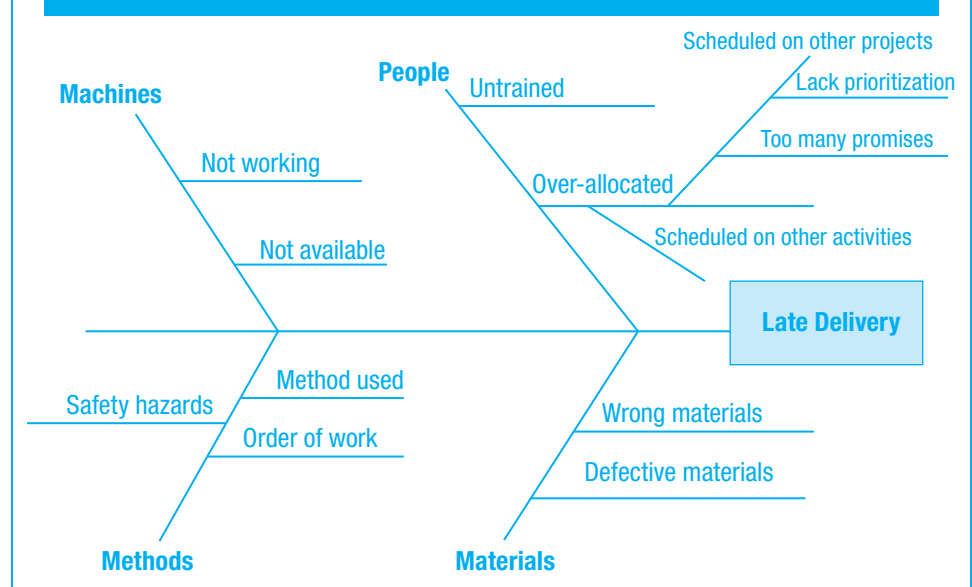 Scheduled on other projects
People
Lack prioritization
Machines
Untrained
Too many promises
Not working
Over-allocated
Scheduled on other activities
Not available
Late Delivery
Method used
Safety hazards
Wrong materials
Order of work
Defective materials
Methods
Materials